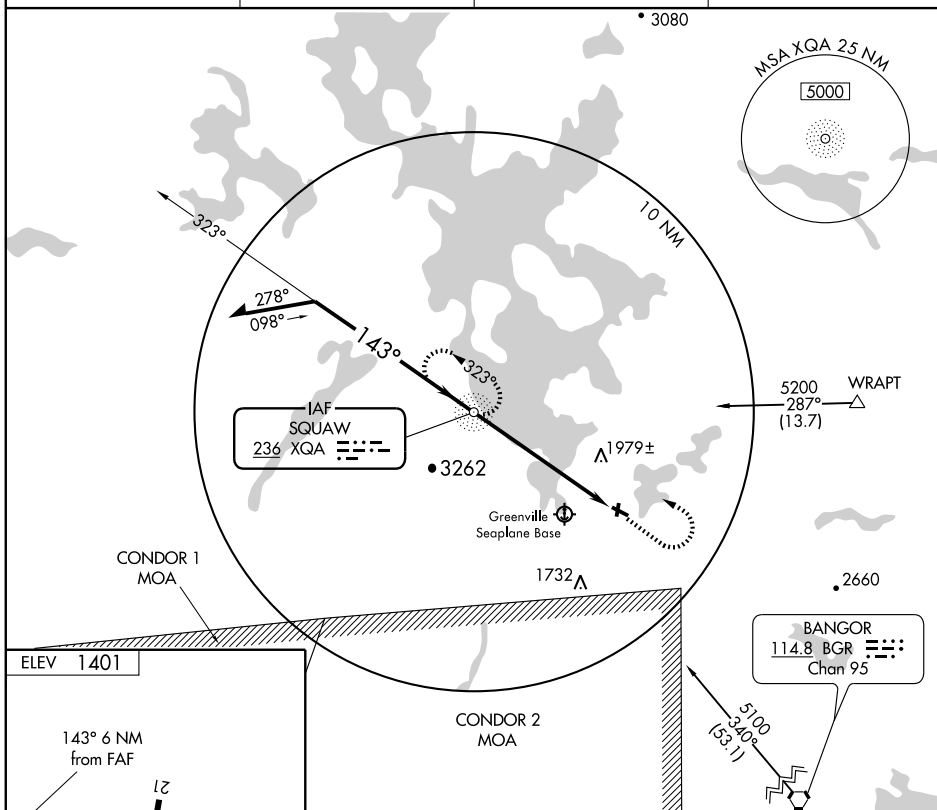 3080
MSA XQA 25 NM
5000
10 NM
323°
278°
098°
143°
323°
5200
287°
(13.7)
WRAPT
IAF
SQUAW
236 XQA
1979±
3262
Greenville
Seaplane Base
CONDOR 1
MOA
1732
2660
BANGOR
114.8 BGR
Chan 95
ELEV 1401
CONDOR 2
MOA
5100
340°
(53.1)
143° 6 NM
from FAF
21